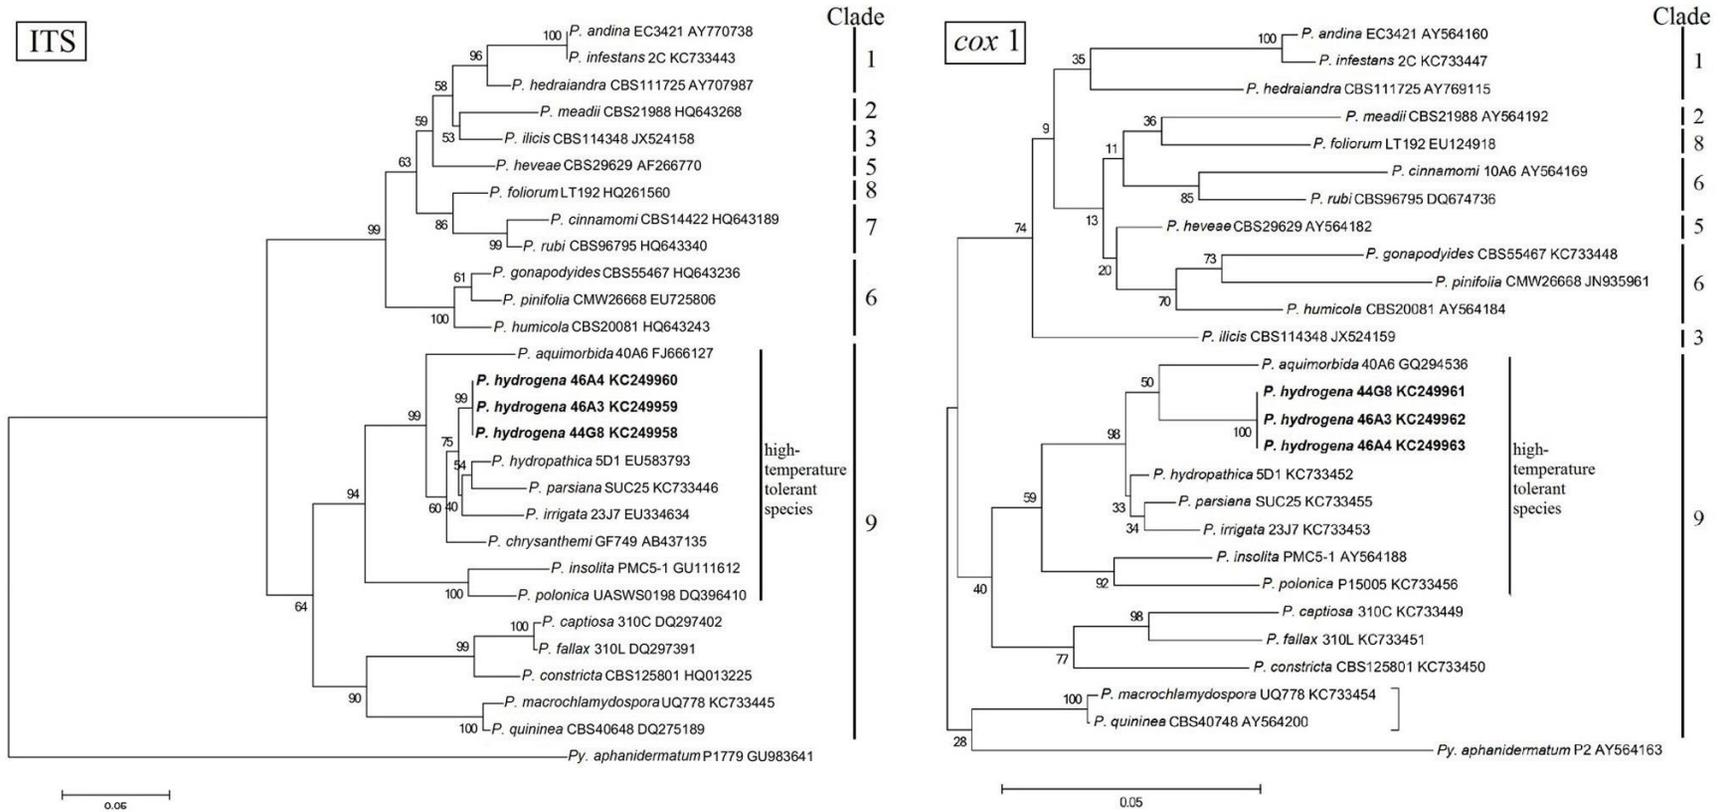 ITS
Clade
100
P. andina EC3421 AY770738
P. infestans 2C KC733443
96
P. hedraiandra CBS111725 AY707987
1
58
P. meadii CBS21988 HQ643268
2
59
53
P. ilicis CBS114348 JX524158
3
63
P. heveae CBS29629 AF266770
5
P. foliorum LT192 HQ261560
8
86
P. cinnamomi CBS14422 HQ643189
7
99
99
P. rubi CBS96795 HQ643340
61
P. gonapodyides CBS55467 HQ643236
P. pinifolia CMW26668 EU725806
6
100
P. humicola CBS20081 HQ643243
P. aquimorbida 40A6 FJ666127
P. hydrogena 46A4 KC249960
99
99
P. hydrogena 46A3 KC249959
P. hydrogena 44G8 KC249958
75
54
P. hydropathica 5D1 EU583793
94
P. parsiana SUC25 KC733446
60
40
P. irrigata 23J7 EU334634
P. chrysanthemi GF749 AB437135
high-
temperature
tolerant
species
9
P. insolita PMC5-1 GU111612
100
P. polonica UASWS0198 DQ396410
64
100
P. captiosa 310C DQ297402
99
P. fallax 310L DQ297391
P. constricta CBS125801 HQ013225
90
P. macrochlamydospora UQ778 KC733445
100
P. quininea CBS40648 DQ275189
Py. aphanidermatum P1779 GU983641
0.05
cox 1
Clade
100
P. andina EC3421 AY564160
35
P. infestans 2C KC733447
P. hedraiandra CBS111725 AY769115
1
36
P. meadii CBS21988 AY564192
2
9
11
P. foliorum LT192 EU124918
8
P. cinnamomi 10A6 AY564169
85
P. rubi CBS96795 DQ674736
6
13
P. heveae CBS29629 AY564182
5
74
20
73
P. gonapodyides CBS55467 KC733448
P. pinifolia CMW26668 JN935961
6
70
P. humicola CBS20081 AY564184
P. ilicis CBS114348 JX524159
3
P. aquimorbida 40A6 GQ294536
50
P. hydrogena 44G8 KC249961
P. hydrogena 46A3 KC249962
98
100
P. hydrogena 46A4 KC249963
P. hydropathica 5D1 KC733452
59
33
P. parsiana SUC25 KC733455
34
P. irrigata 23J7 KC733453
high-
temperature
tolerant
species
9
P. insolita PMC5-1 AY564188
92
P. polonica P15005 KC733456
40
98
P. captiosa 310C KC733449
P. fallax 310L KC733451
77
P. constricta CBS125801 KC733450
100
P. macrochlamydospora UQ778 KC733454
P. quininea CBS40748 AY564200
28
Py. aphanidermatum P2 AY564163
0.05